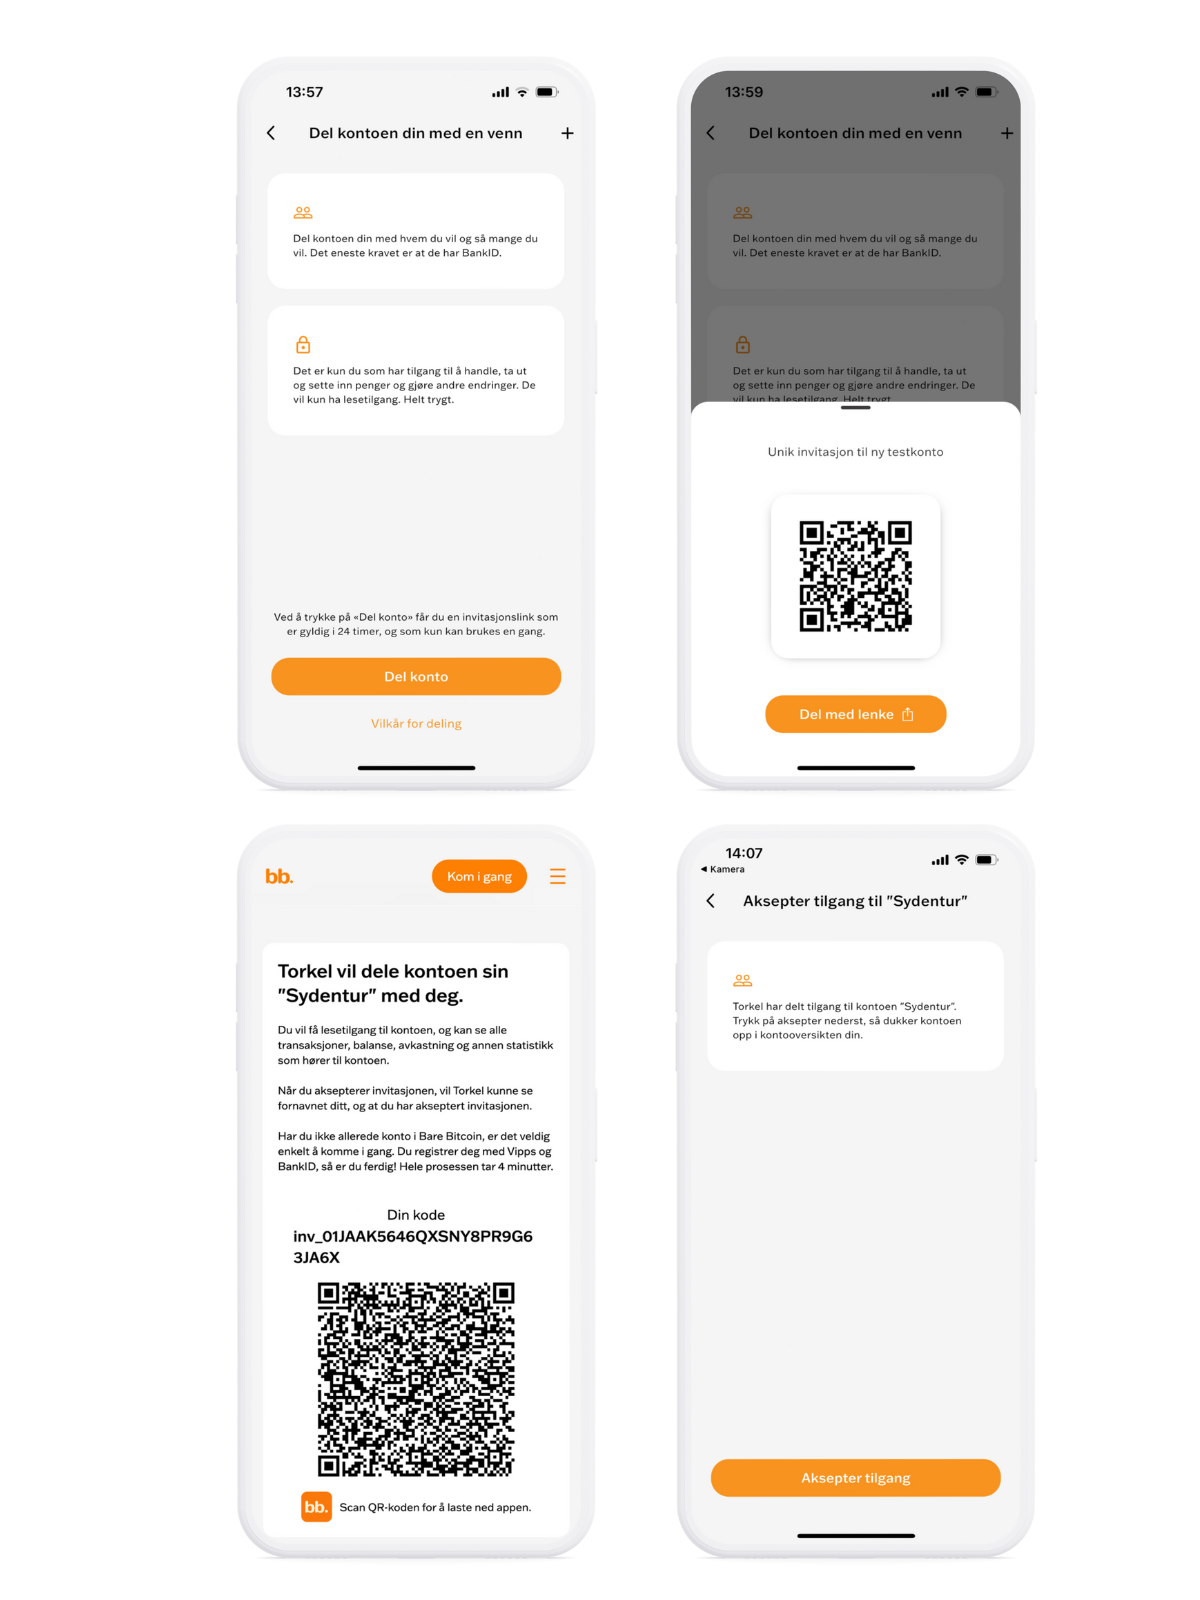 13:57
Del kontoen din med en venn
Del kontoen din med hvem du vil og så mange du
vil. Det eneste kravet er at de har BankID.
Det er kun du som har tilgang til å handle, ta ut
og sette inn penger og gjøre andre endringer. De
vil kun ha lesetilgang. Helt trygt.
Ved å trykke på «Del konto» får du en invitasjonslink som
er gyldig i 24 timer, og som kun kan brukes en gang.
Del konto
Vilkår for deling
13:59
Del kontoen din med en venn
Del kontoen din med hvem du vil og så mange du
vil. Det eneste kravet er at de har BankID.
Det er kun du som har tilgang til å handle, ta ut
og sette inn penger og gjøre andre endringer. De
vil kun ha lesetilgang. Helt trygt.
Unik invitasjon til ny testkonto
Del med lenke
bb.
Kom i gang
Torkel vil dele kontoen sin
"Sydentur" med deg.
Du vil få lesetilgang til kontoen, og kan se alle
transaksjoner, balanse, avkastning og annen statistikk
som hører til kontoen.
Når du aksepterer invitasjonen, vil Torkel kunne se
fornavnet ditt, og at du har akseptert invitasjonen.
Har du ikke allerede konto i Bare Bitcoin, er det veldig
enkelt å komme i gang. Du registrer deg med Vipps og
BankID, så er du ferdig! Hele prosessen tar 4 minutter.
Din kode
inv_01JAAK5646QXSNY8PR9G6
3JA6X
bb.
Scan QR-koden for å laste ned appen.
14:07
Kamera
Aksepter tilgang til "Sydentur"
Torkel har delt tilgang til kontoen "Sydentur".
Trykk på aksepter nederst, så dukker kontoen
opp i kontooversikten din.
Aksepter tilgang